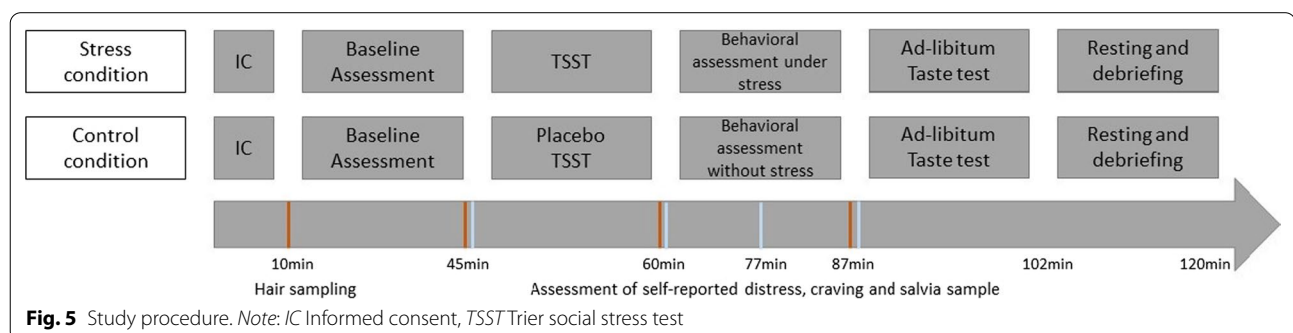 Stress
condition
IC
Baseline
Assessment
TSST
Behavioral
assessment under
stress
Ad-libitum
Taste test
Resting and
debriefing
Control
condition
IC
Baseline
Assessment
Placebo
TSST
Behavioral
assessment
without stress
Ad-libitum
Taste test
Resting and
debriefing
10min 45min 60min 77min 87min 102min 120min
Hair sampling Assessment of self-reported distress, craving and salvia sample
Fig. 5 Study procedure. Note: IC Informed consent, TSST Trier social stress test